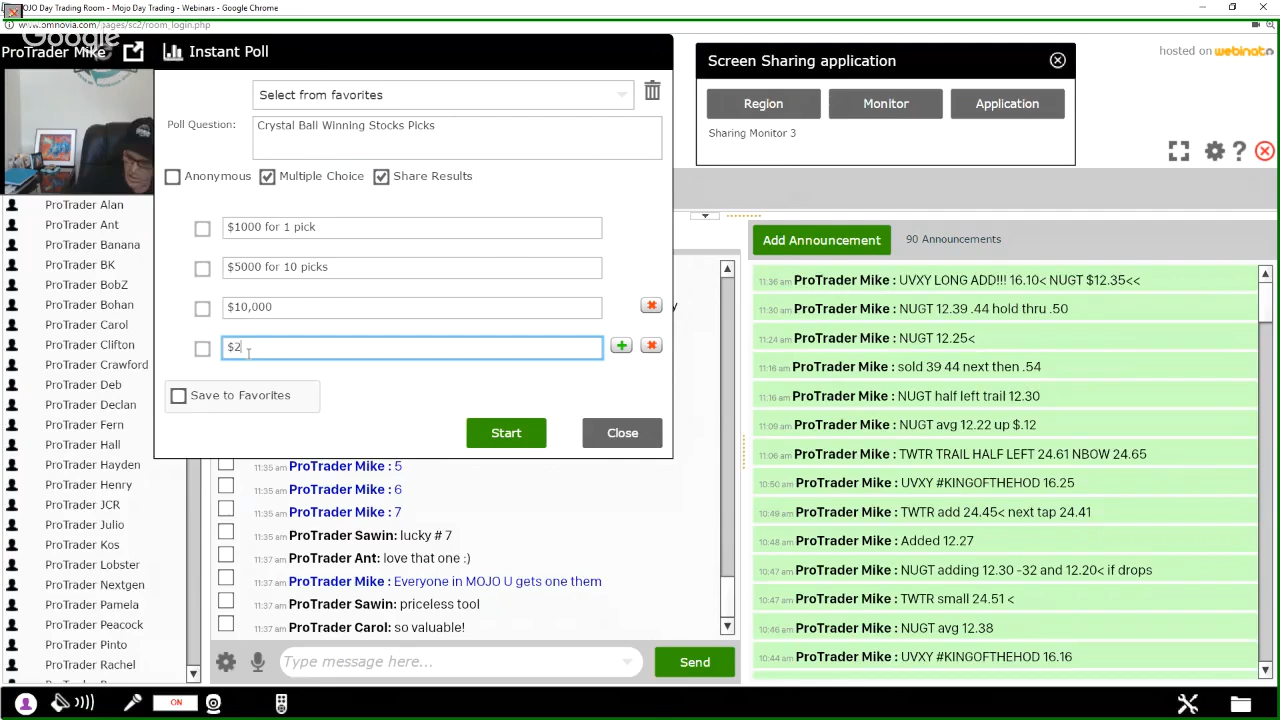 MOJO Day Trading Room - Mojo Day Trading - Webinars - Google Chrome
www.omnovia.com/pages/sc2/room_login.php
Google
ProTrader Mike
Instant Poll
Select from favorites
Poll Question:
Crystal Ball Winning Stocks Picks
Anonymous
Multiple Choice
Share Results
$1000 for 1 pick
$5000 for 10 picks
$10,000
$2
Save to Favorites
Start
Close
Screen Sharing application
Region
Monitor
Application
Sharing Monitor 3
hosted on webinato
ProTrader Alan
ProTrader Ant
ProTrader Banana
ProTrader BK
ProTrader BobZ
ProTrader Bohan
ProTrader Carol
ProTrader Clifton
ProTrader Crawford
ProTrader Deb
ProTrader Declan
ProTrader Fern
ProTrader Hall
ProTrader Hayden
ProTrader Henry
ProTrader JCR
ProTrader Julio
ProTrader Kos
ProTrader Lobster
ProTrader Nextgen
ProTrader Pamela
ProTrader Peacock
ProTrader Pinto
ProTrader Rachel
11:35 am ProTrader Mike : 5
11:35 am ProTrader Mike : 6
11:35 am ProTrader Mike : 7
11:35 am ProTrader Sawin: lucky # 7
11:37 am ProTrader Ant: love that one :)
11:37 am ProTrader Mike : Everyone in MOJO U gets one them
11:37 am ProTrader Sawin: priceless tool
11:37 am ProTrader Carol: so valuable!
Type message here...
Send
Add Announcement
90 Announcements
11:36 am ProTrader Mike : UVXY LONG ADD!!! 16.10< NUGT $12.35<<
11:30 am ProTrader Mike : NUGT 12.39 .44 hold thru .50
11:24 am ProTrader Mike : NUGT 12.25<
11:16 am ProTrader Mike : sold 39 44 next then .54
11:16 am ProTrader Mike : NUGT half left trail 12.30
11:09 am ProTrader Mike : NUGT avg 12.22 up $.12
11:06 am ProTrader Mike : TWTR TRAIL HALF LEFT 24.61 NBOW 24.65
10:50 am ProTrader Mike : UVXY #KINGOFTHEHOD 16.25
10:49 am ProTrader Mike : TWTR add 24.45< next tap 24.41
10:48 am ProTrader Mike : Added 12.27
10:47 am ProTrader Mike : NUGT adding 12.30 -32 and 12.20< if drops
10:47 am ProTrader Mike : TWTR small 24.51 <
10:46 am ProTrader Mike : NUGT avg 12.38
10:44 am ProTrader Mike : UVXY #KINGOFTHEHOD 16.16
ON